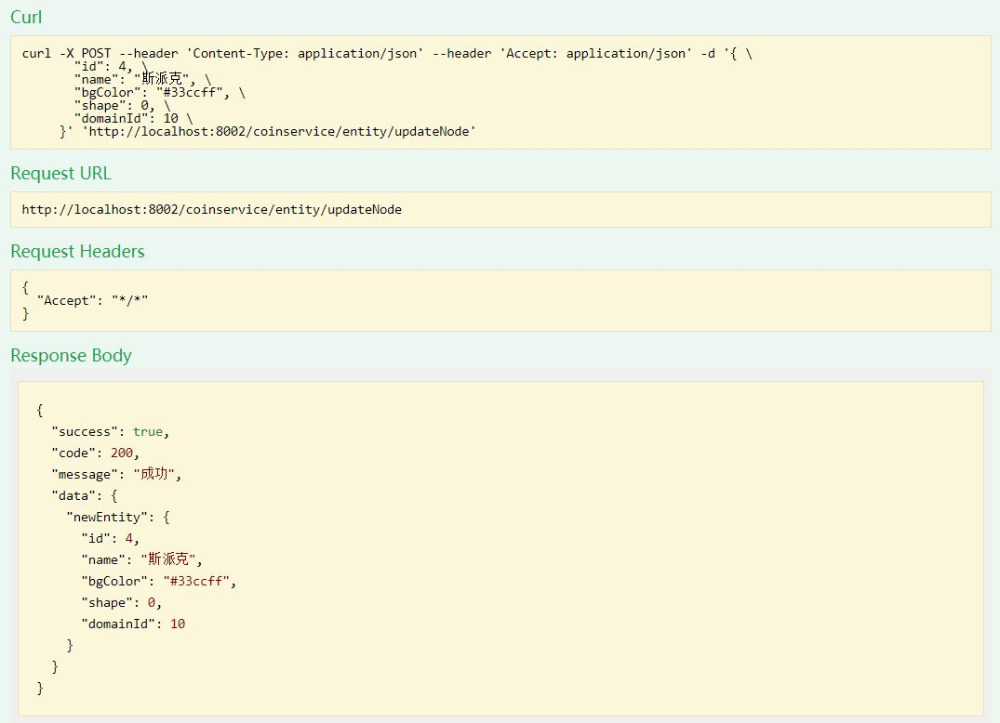 Curl
curl -X POST --header 'Content-Type: application/json' --header 'Accept: application/json' -d '{ \
"id": 4, \
"name": "斯派克", \
"bgColor": "#33ccff", \
"shape": 0, \
"domainId": 10 \
}' 'http://localhost:8002/coinservice/entity/updateNode'
Request URL
http://localhost:8002/coinservice/entity/updateNode
Request Headers
{
"Accept": "*/*"
}
Response Body
{
"success": true,
"code": 200,
"message": "成功",
"data": {
"newEntity": {
"id": 4,
"name": "斯派克",
"bgColor": "#33ccff",
"shape": 0,
"domainId": 10
}
}
}